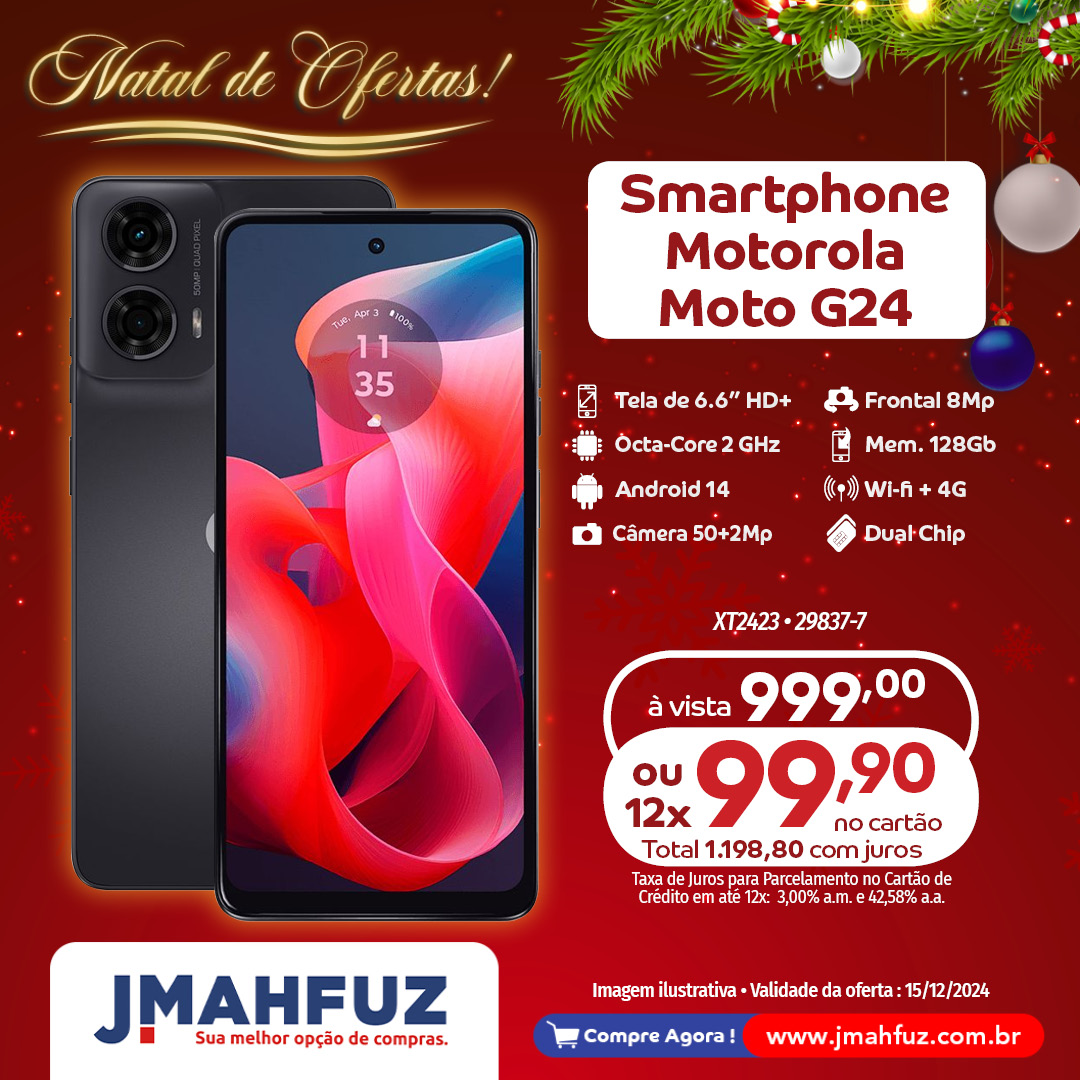 Natal de Ofertas!
50MP | QUAD PIXEL
Tue, Apr 3 100%
11
35
Smartphone
Motorola
Moto G24
Tela de 6.6" HD+
Frontal 8Mp
Octa-Core 2 GHz
Mem. 128Gb
Android 14
Wi-fi + 4G
Câmera 50+2Mp
Dual Chip
XT2423 • 29837-7
à vista 999,00
ou 12x 99,90
no cartão
Total 1.198,80 com juros
Taxa de Juros para Parcelamento no Cartão de
Crédito em até 12x: 3,00% a.m. e 42,58% a.a.
JMAHFUZ
Sua melhor opção de compras.
Imagem ilustrativa • Validade da oferta : 15/12/2024
Compre Agora !
www.jmahfuz.com.br